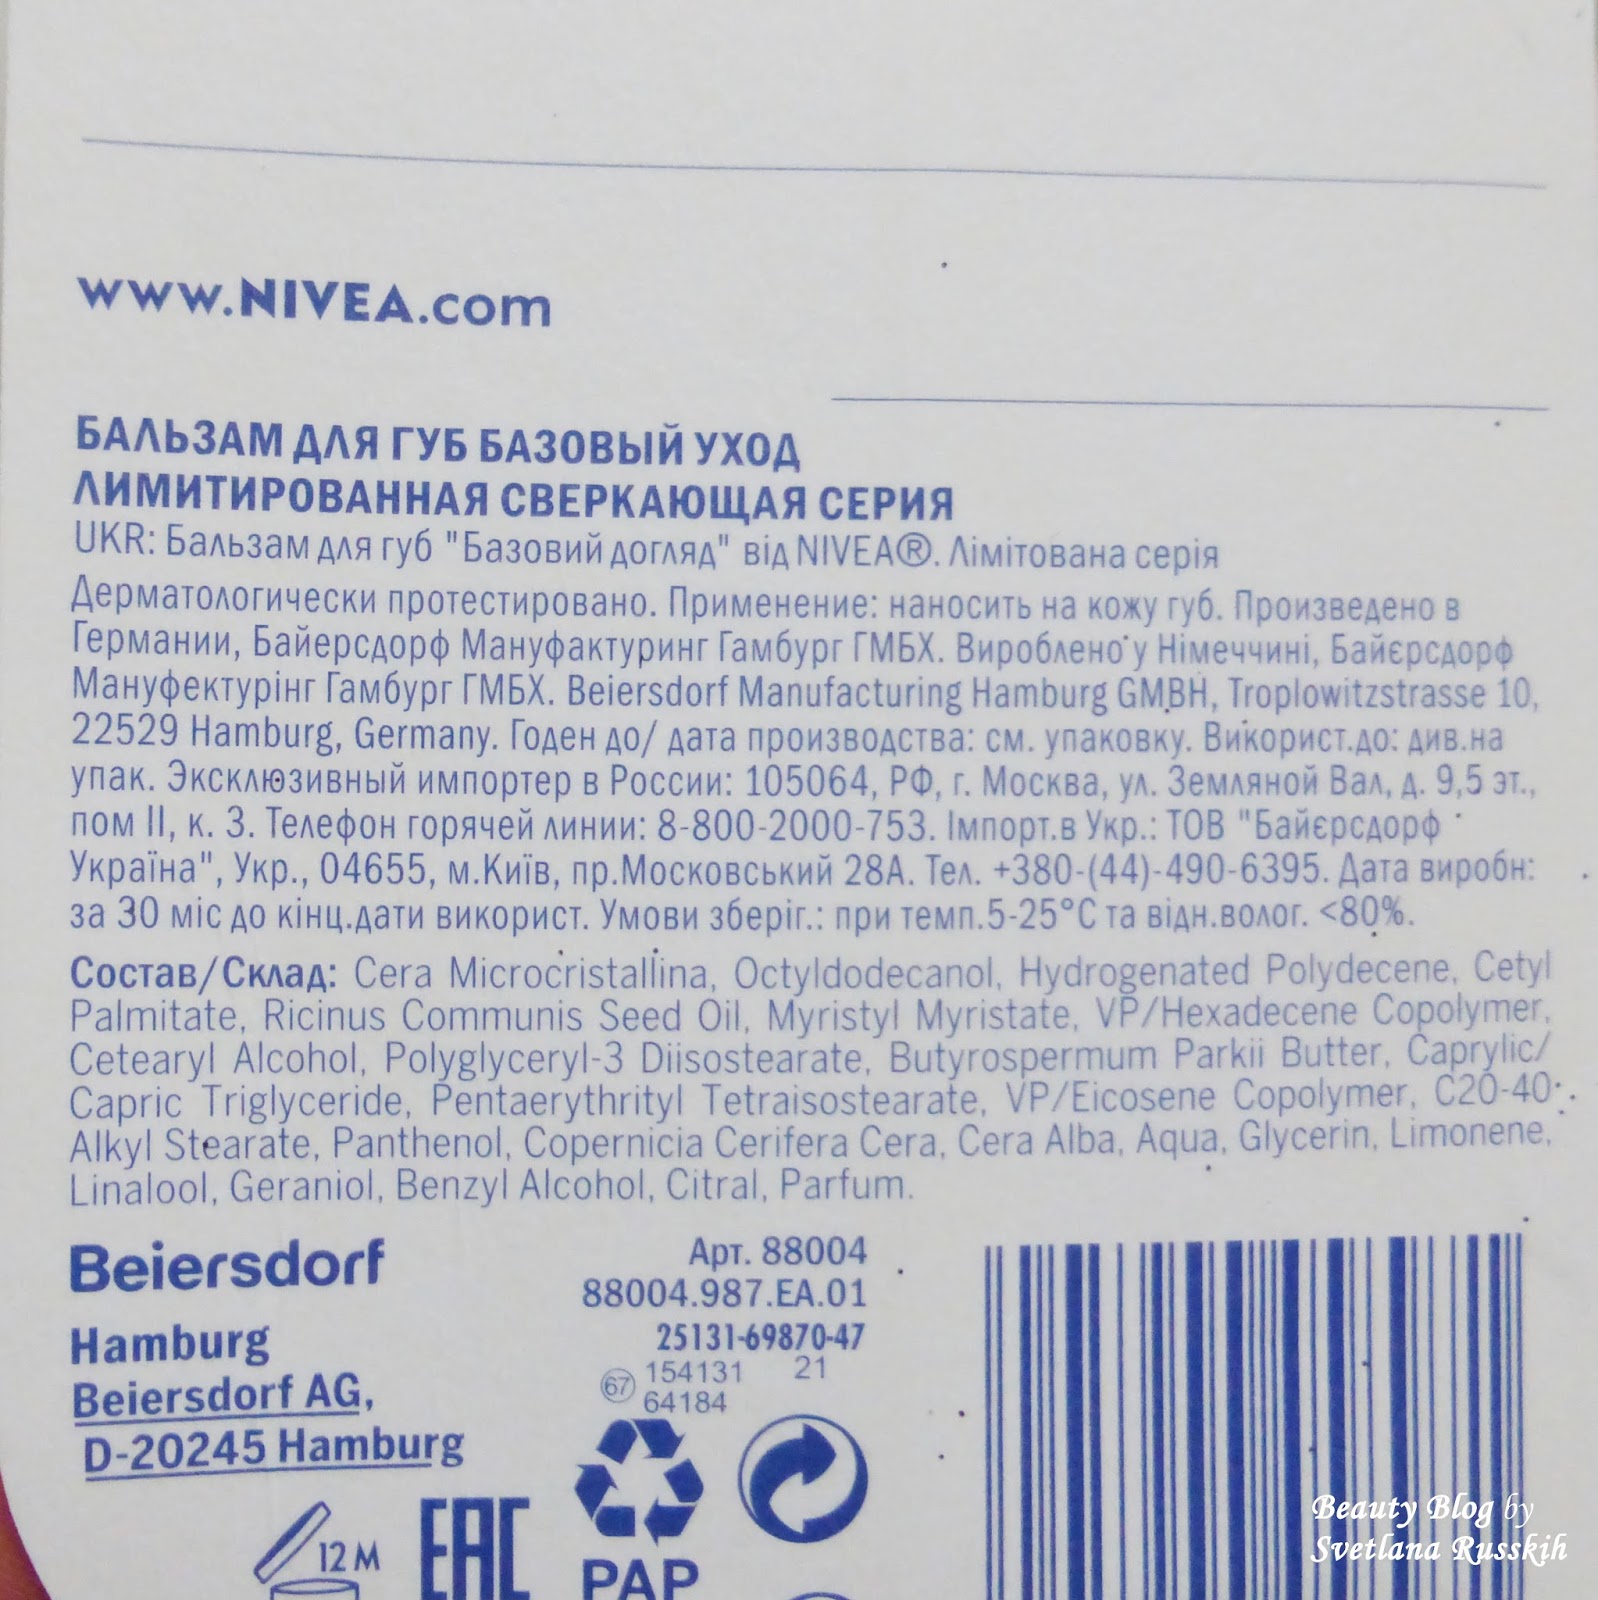 www.NIVEA.com
БАЛЬЗАМ ДЛЯ ГУБ БАЗОВЫЙ УХОД
ЛИМИТИРОВАННАЯ СВЕРКАЮЩАЯ СЕРИЯ
UKR: Бальзам для губ "Базовий догляд" від NIVEA®. Лімітована серія
Дерматологически протестировано. Применение: наносить на кожу губ. Произведено в
Германии, Байерсдорф Мануфактуринг Гамбург ГМБХ. Вироблено у Німеччині, Байєрсдорф
Мануфектурінг Гамбург ГМБХ. Beiersdorf Manufacturing Hamburg GMBH, Troplowitzstrasse 10,
22529 Hamburg, Germany. Годен до/ дата производства: см. упаковку. Використ.до: див.на
упак. Эксклюзивный импортер в России: 105064, РФ, г. Москва, ул. Земляной Вал, д. 9,5 эт.,
пом II, к. 3. Телефон горячей линии: 8-800-2000-753. Імпорт.в Укр.: ТОВ "Байєрсдорф
Україна", Укр., 04655, м.Київ, пр.Московський 28А. Тел. +380-(44)-490-6395. Дата виробн:
за 30 міс до кінц.дати використ. Умови зберіг.: при темп.5-25°С та відн.волог. <80%.
Состав/Склад: Cera Microcristallina, Octyldodecanol, Hydrogenated Polydecene, Cetyl
Palmitate, Ricinus Communis Seed Oil, Myristyl Myristate, VP/Hexadecene Copolymer,
Cetearyl Alcohol, Polyglyceryl-3 Diisostearate, Butyrospermum Parkii Butter, Caprylic/
Capric Triglyceride, Pentaerythrityl Tetraisostearate, VP/Eicosene Copolymer, C20-40
Alkyl Stearate, Panthenol, Copernicia Cerifera Cera, Cera Alba, Aqua, Glycerin, Limonene,
Linalool, Geraniol, Benzyl Alcohol, Citral, Parfum.
Beiersdorf
Hamburg
Beiersdorf AG,
D-20245 Hamburg
Арт. 88004
88004.987.EA.01
25131-69870-47
67 154131 21
64184
12 M
EAC
PAP
Beauty Blog by
Svetlana Russkih